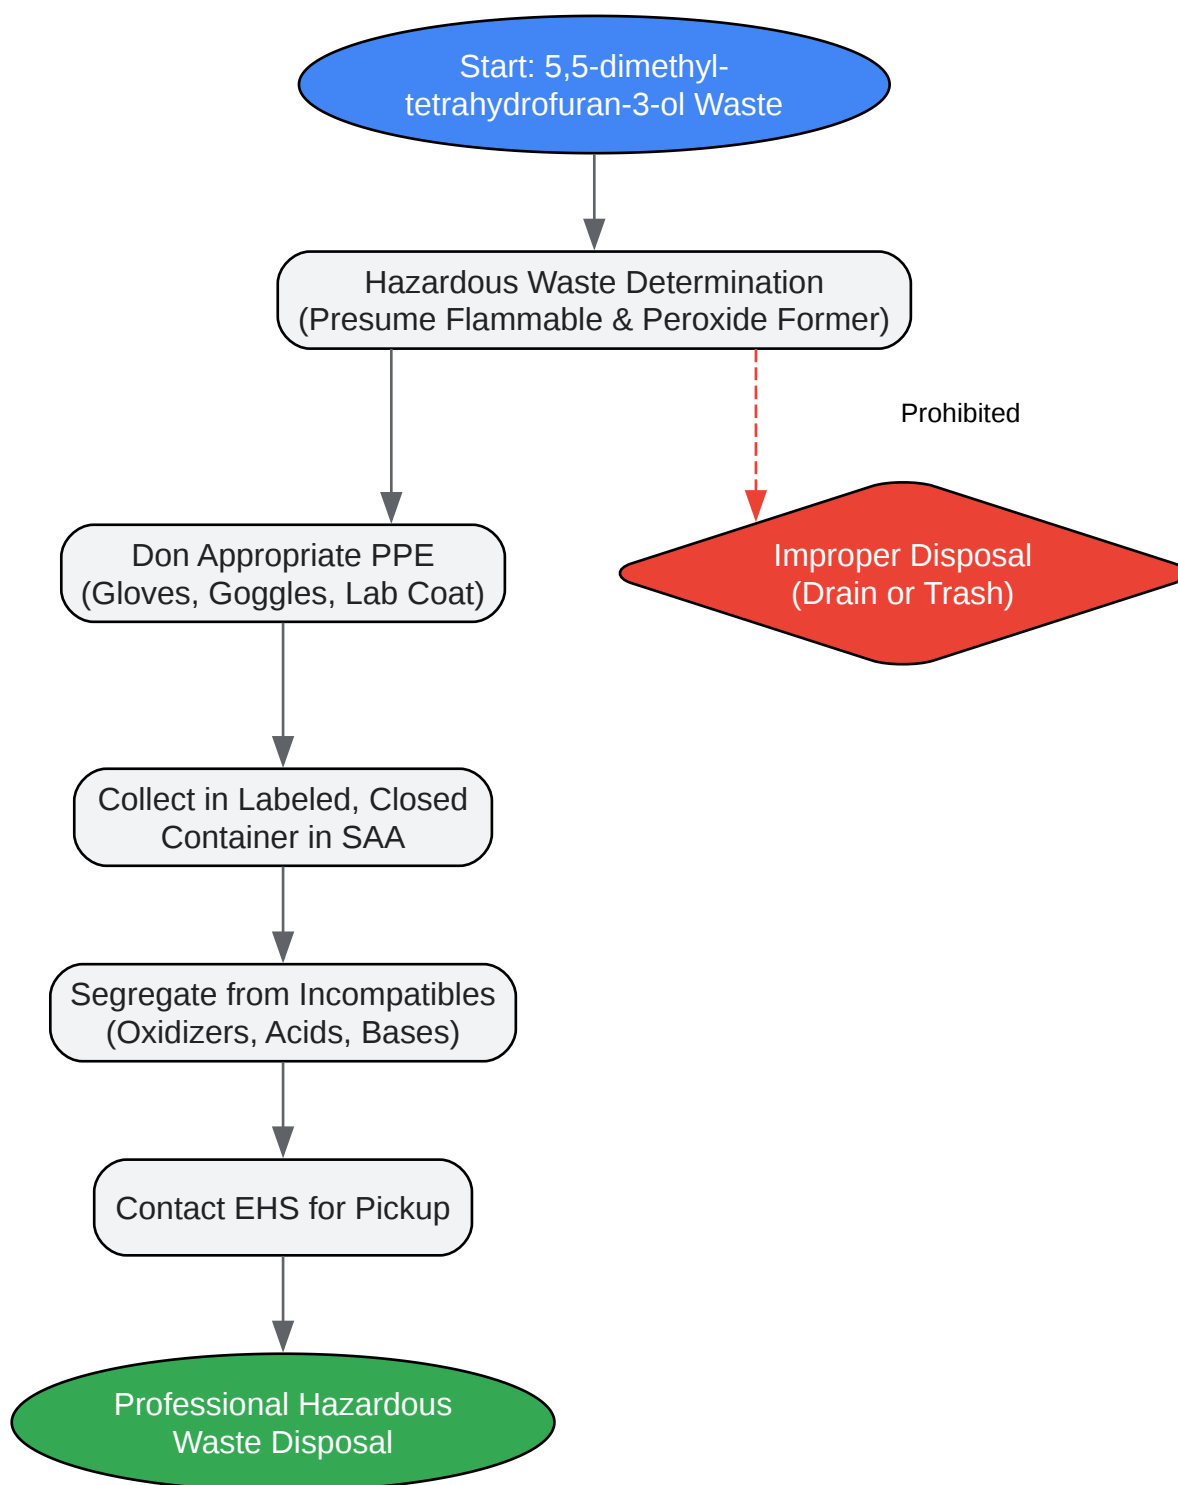 Start: 5,5-dimethyl-
tetrahydrofuran-3-ol Waste
Hazardous Waste Determination
(Presume Flammable & Peroxide Former)
Prohibited
Don Appropriate PPE
(Gloves, Goggles, Lab Coat)
Improper Disposal
(Drain or Trash)
Collect in Labeled, Closed
Container in SAA
Segregate from Incompatibles
(Oxidizers, Acids, Bases)
Contact EHS for Pickup
Professional Hazardous
Waste Disposal